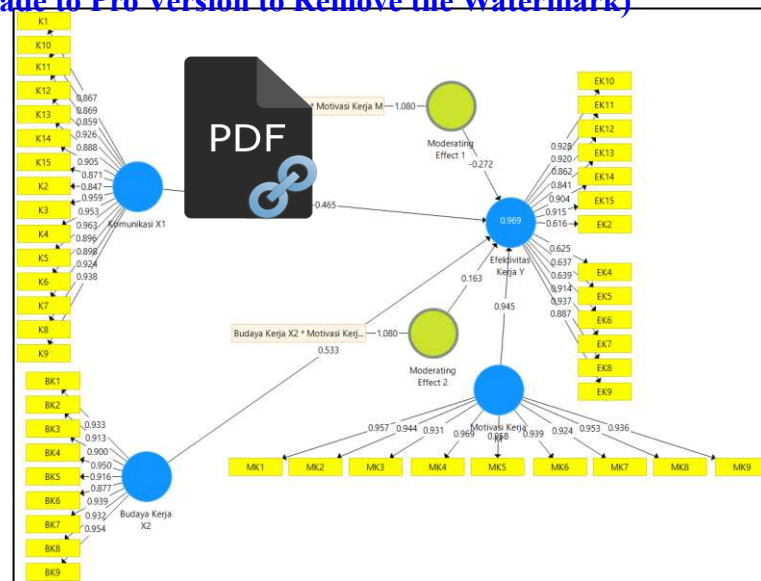 ade to Pro Version to Remove the Watermark)
K1
K10
K11
K12
K13
K14
K15
K2
K3
K4
K5
K6
K7
K8
K9
0.867
0.869
0.859
0.926
0.888
0.905
0.871
0.847
0.959
0.953
0.963
0.896
0.898
0.924
0.938
Komunikasi X1
PDF
* Motivasi Kerja M
1.080
Moderating
Effect 1
-0.272
0.465
EK10
EK11
EK12
EK13
EK14
EK15
EK2
EK4
EK5
EK6
EK7
EK8
EK9
0.928
0.920
0.862
0.841
0.904
0.915
0.616
0.625
0.637
0.639
0.914
0.937
0.887
0.969
Efektivitas
Kerja Y
0.163
0.945
Budaya Kerja X2 * Motivasi Kerj...
1.080
0.533
Moderating
Effect 2
BK1
BK2
BK3
BK4
BK5
BK6
BK7
BK8
BK9
0.933
0.913
0.900
0.950
0.916
0.877
0.939
0.932
0.954
Budaya Kerja
X2
Motivasi Kerja
M
0.957
0.944
0.931
0.969
0.939
0.924
0.953
0.936
MK1
MK2
MK3
MK4
MK5
MK6
MK7
MK8
MK9